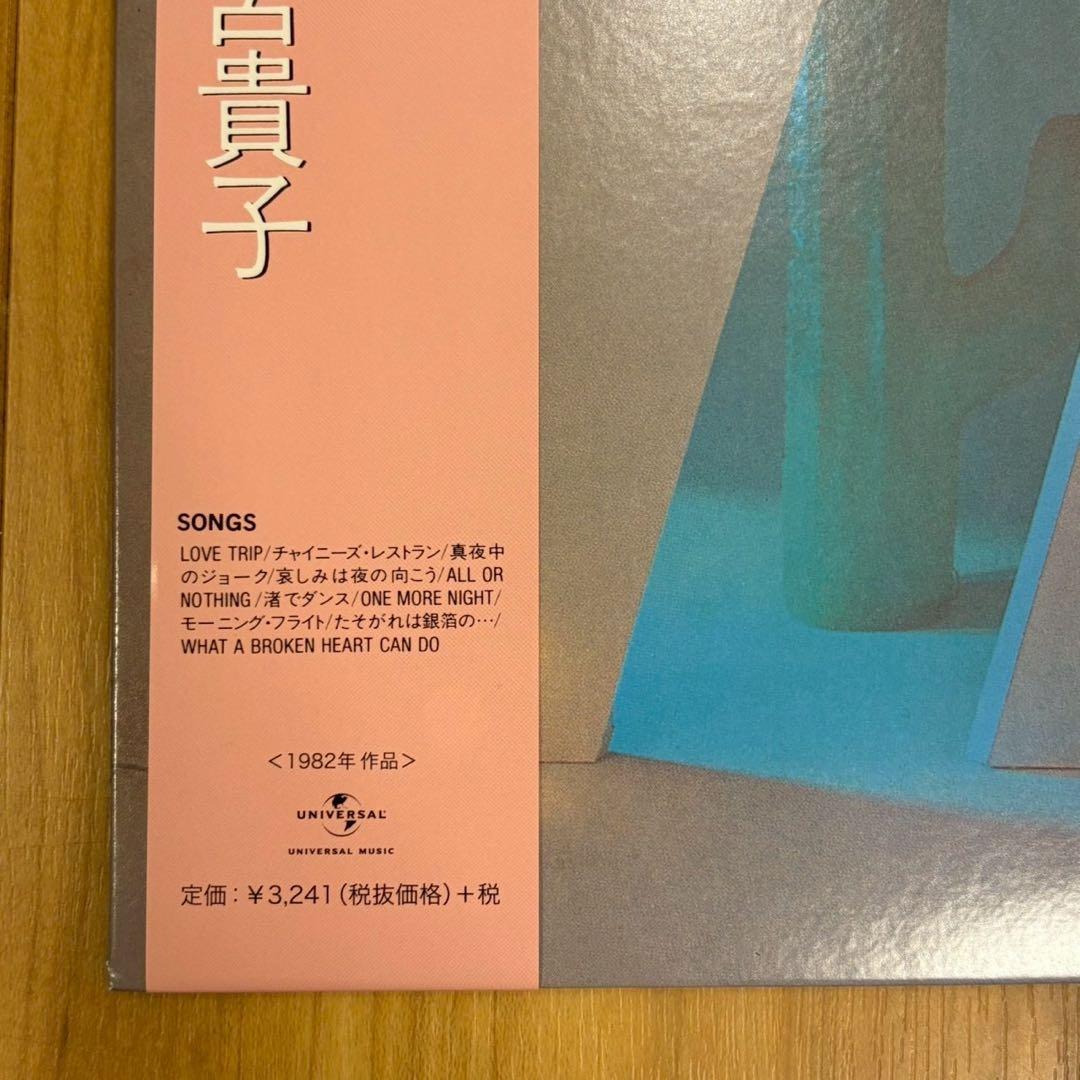 貴子
SONGS
LOVE TRIP/チャイニーズ・レストラン/真夜中
のジョーク/哀しみは夜の向こう/ALL OR
NOTHING/渚でダンス/ONE MORE NIGHT/
モーニング・フライト/たそがれは銀箔の…/
WHAT A BROKEN HEART CAN DO
<1982年 作品>
UNIVERSAL
UNIVERSAL MUSIC
定価：¥3,241（税抜価格）＋税